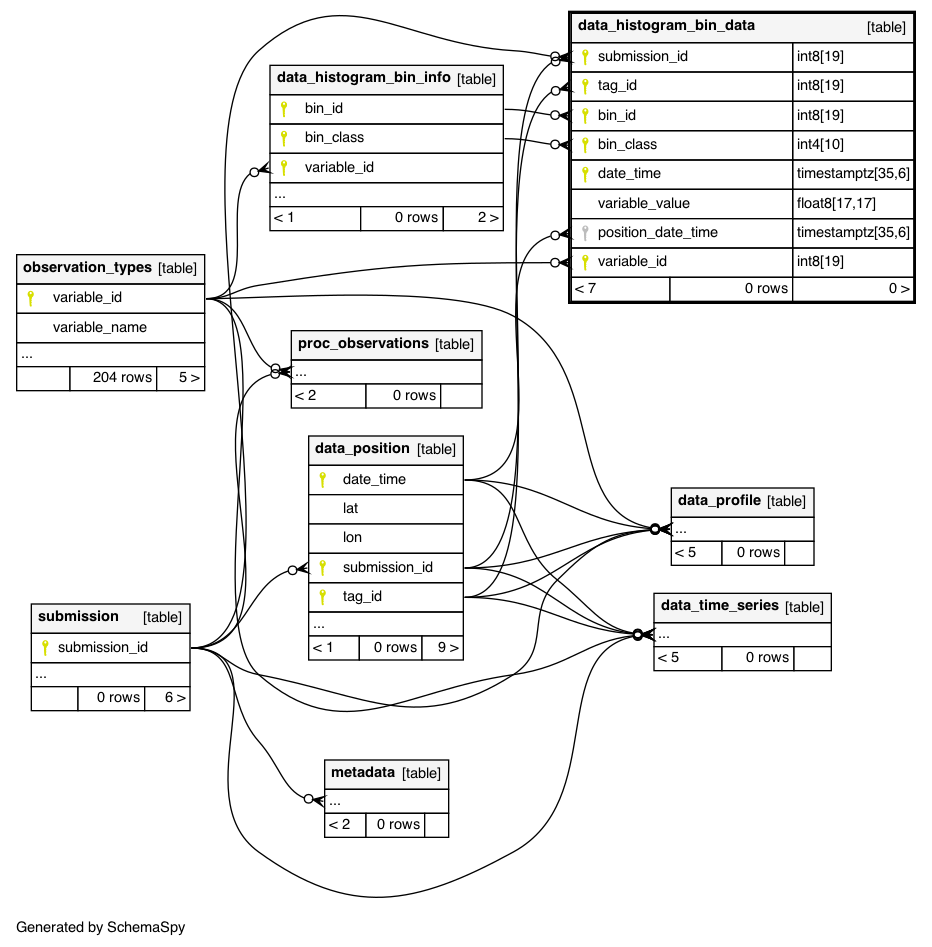 data_histogram_bin_data [table]
submission_id int8[19]
tag_id int8[19]
bin_id int8[19]
bin_class int4[10]
date_time timestamptz[35,6]
variable_value float8[17,17]
position_date_time timestamptz[35,6]
variable_id int8[19]
< 7 0 rows 0 >
data_histogram_bin_info [table]
bin_id
bin_class
variable_id
...
< 1 0 rows 2 >
observation_types [table]
variable_id
variable_name
...
204 rows 5 >
proc_observations [table]
...
< 2 0 rows
data_position [table]
date_time
lat
lon
submission_id
tag_id
...
< 1 0 rows 9 >
data_profile [table]
...
< 5 0 rows
data_time_series [table]
...
< 5 0 rows
submission [table]
submission_id
...
0 rows 6 >
metadata [table]
...
< 2 0 rows
Generated by SchemaSpy